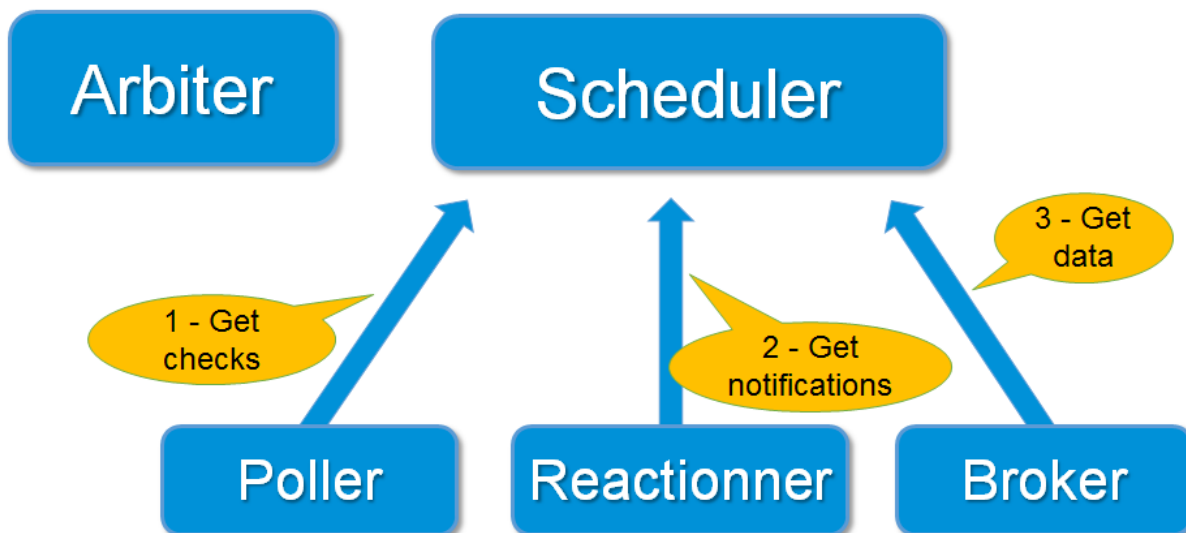 Arbiter
Scheduler
3 - Get
data
1 - Get
checks
2 - Get
notifications
Poller
Reactionner
Broker